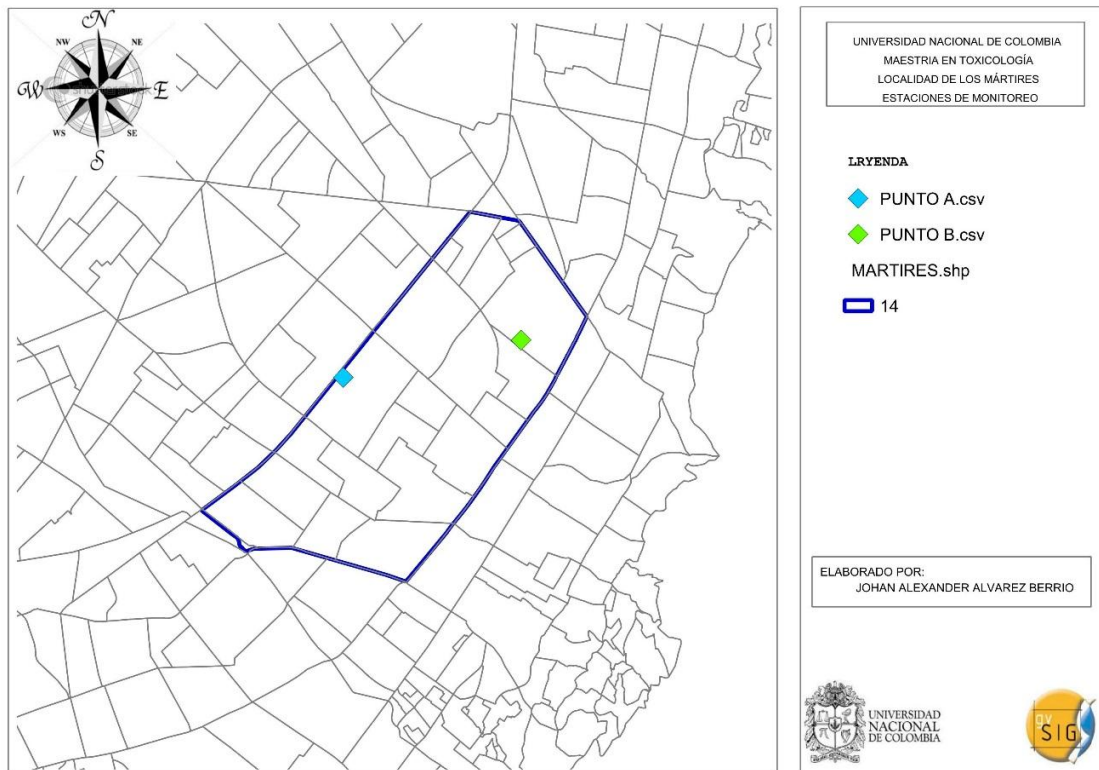 N
NW
NE
W
E
WS
SE
S
UNIVERSIDAD NACIONAL DE COLOMBIA
MAESTRIA EN TOXICOLOGÍA
LOCALIDAD DE LOS MÁRTIRES
ESTACIONES DE MONITOREO
LRYENDA
PUNTO A.csv
PUNTO B.csv
MARTIRES.shp
14
ELABORADO POR:
JOHAN ALEXANDER ALVAREZ BERRIO
UNIVERSIDAD
NACIONAL
DE COLOMBIA
gv
SIG